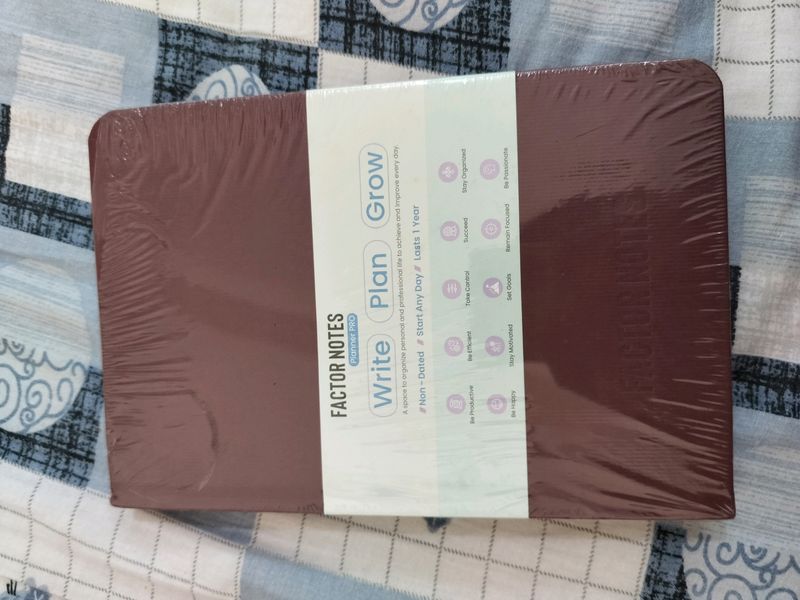 FACTOR NOTES
Planner PRO
Write Plan Grow
A space to organize personal and professional life to achieve and improve every day.
//Non - Dated // Start Any Day // Lasts 1 Year
Be Productive Be Efficient Take Control Succeed Stay Organized
Be Happy Stay Motivated Set Goals Remain Focused Be Passionate